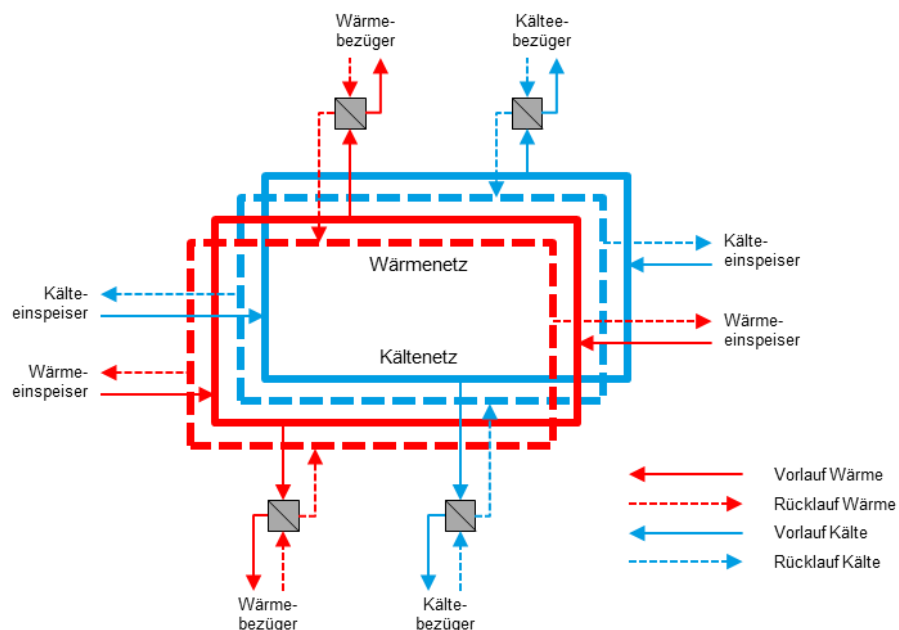 Wärme-
bezüger
Kältee-
bezüger
Wärmenetz
Kälte-
einspeiser
Kälte-
einspeiser
Wärme-
einspeiser
Kältenetz
Wärme-
einspeiser
Vorlauf Wärme
Rücklauf Wärme
Vorlauf Kälte
Rücklauf Kälte
Wärme-
bezüger
Kälte-
bezüger